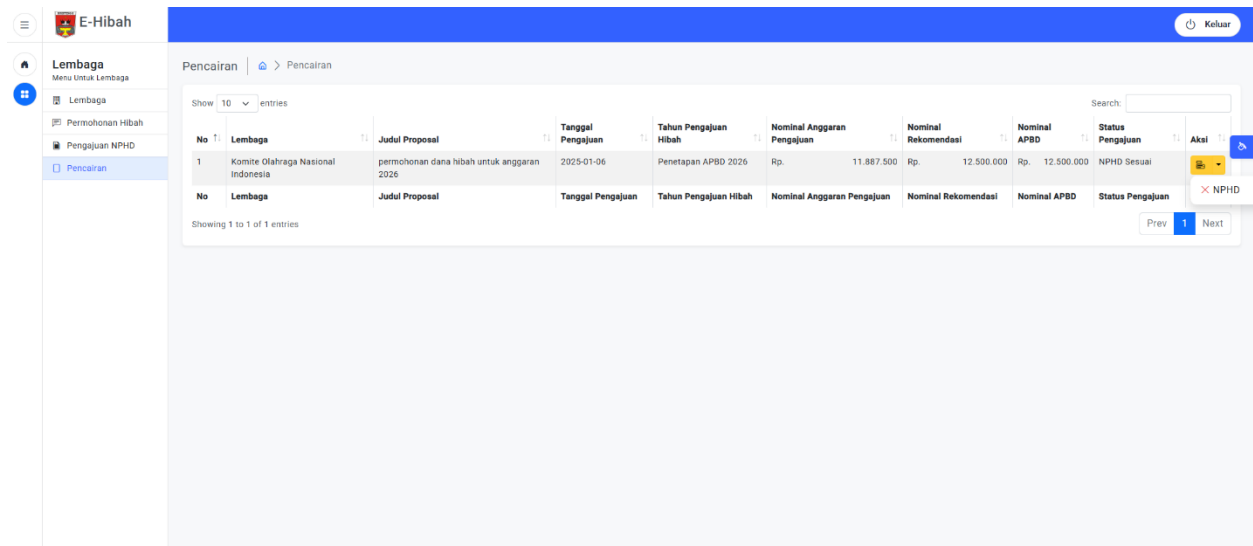 E-Hibah
Keluar
Lembaga
Menu Untuk Lembaga
Lembaga
Permohonan Hibah
Pengajuan NPHD
Pencairan
Pencairan
> Pencairan
Show 10 entries
Search:
No Lembaga Judul Proposal Tanggal Pengajuan Tahun Pengajuan Hibah Nominal Anggaran Pengajuan Nominal Rekomendasi Nominal APBD Status Pengajuan Aksi
1 Komite Olahraga Nasional Indonesia permohonan dana hibah untuk anggaran 2026 2025-01-06 Penetapan APBD 2026 Rp. 11.887.500 Rp. 12.500.000 Rp. 12.500.000 NPHD Sesuai
NPHD
No Lembaga Judul Proposal Tanggal Pengajuan Tahun Pengajuan Hibah Nominal Anggaran Pengajuan Nominal Rekomendasi Nominal APBD Status Pengajuan
Showing 1 to 1 of 1 entries
Prev 1 Next